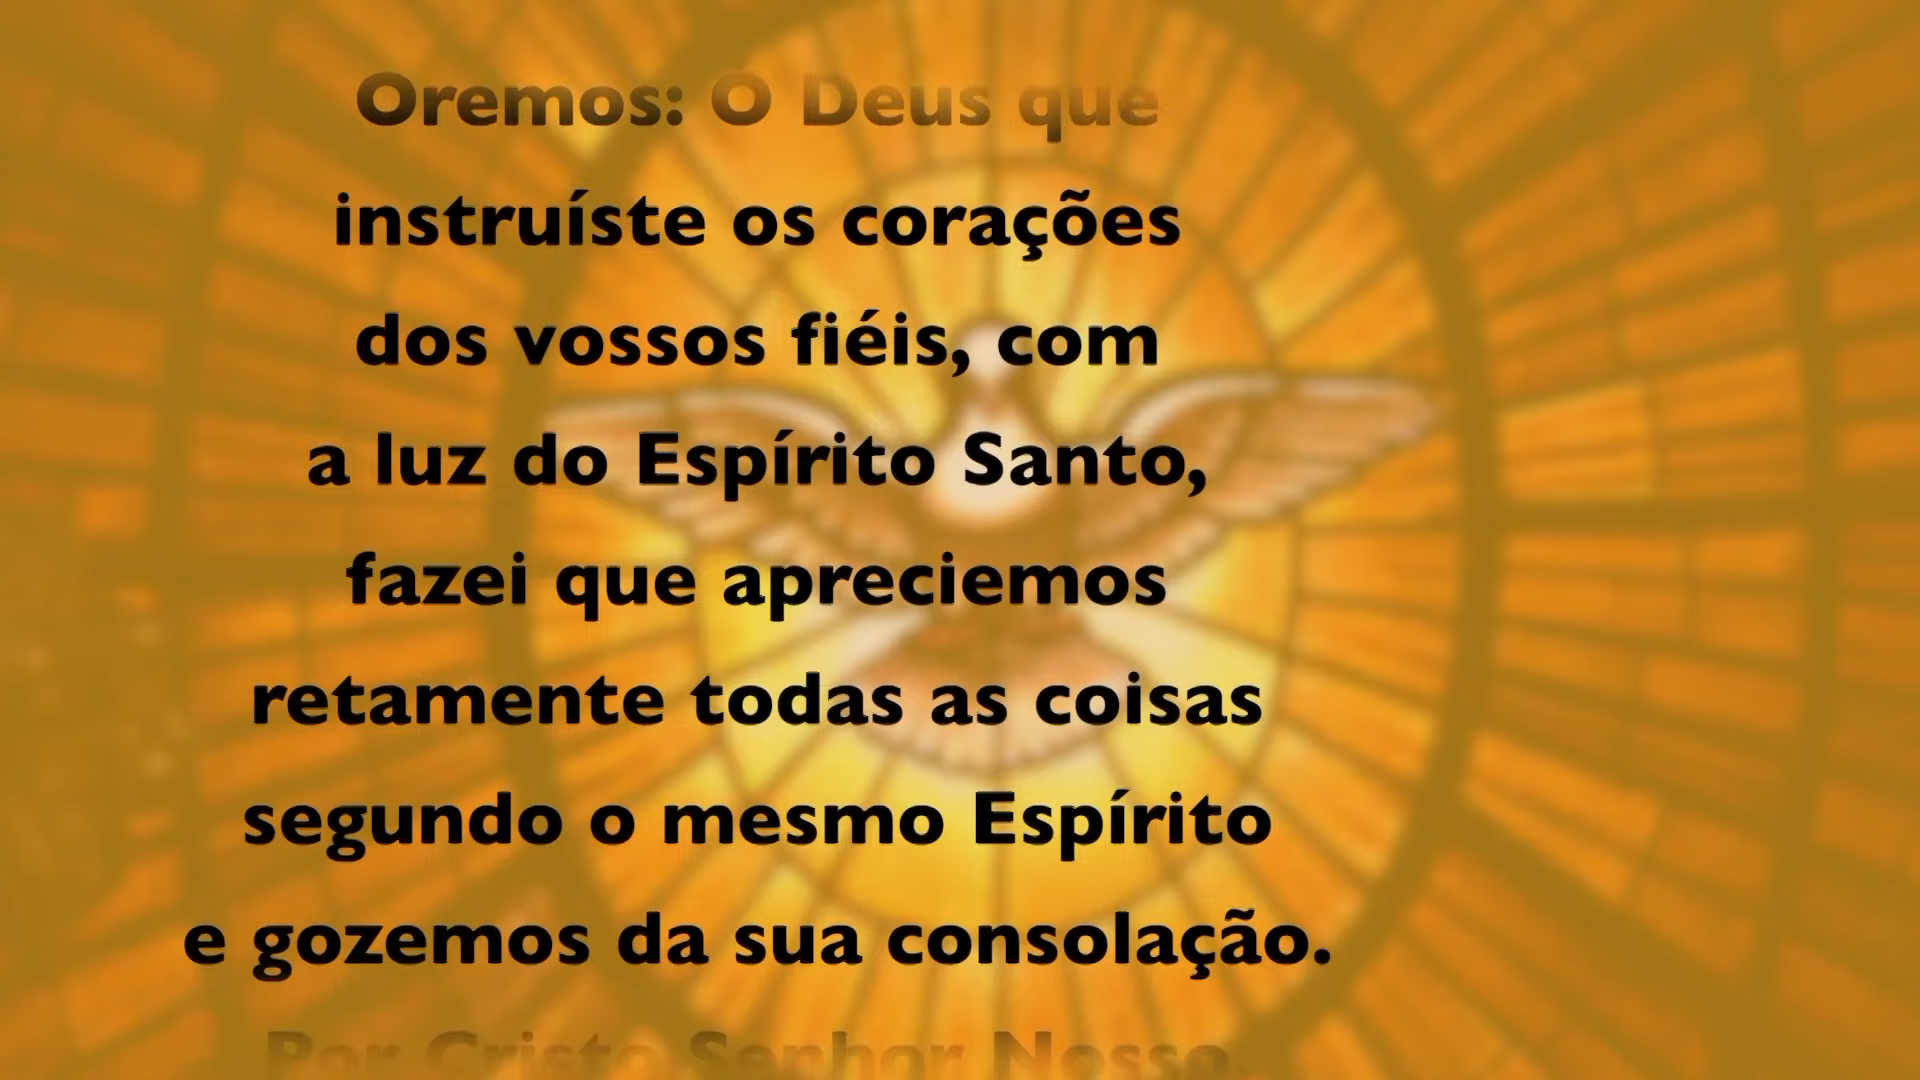 Oremos: O Deus que
instruíste os corações
dos vossos fiéis, com
a luz do Espírito Santo,
fazei que apreciemos
retamente todas as coisas
segundo o mesmo Espírito
e gozemos da sua consolação.
Por Cristo Senhor Nosso.